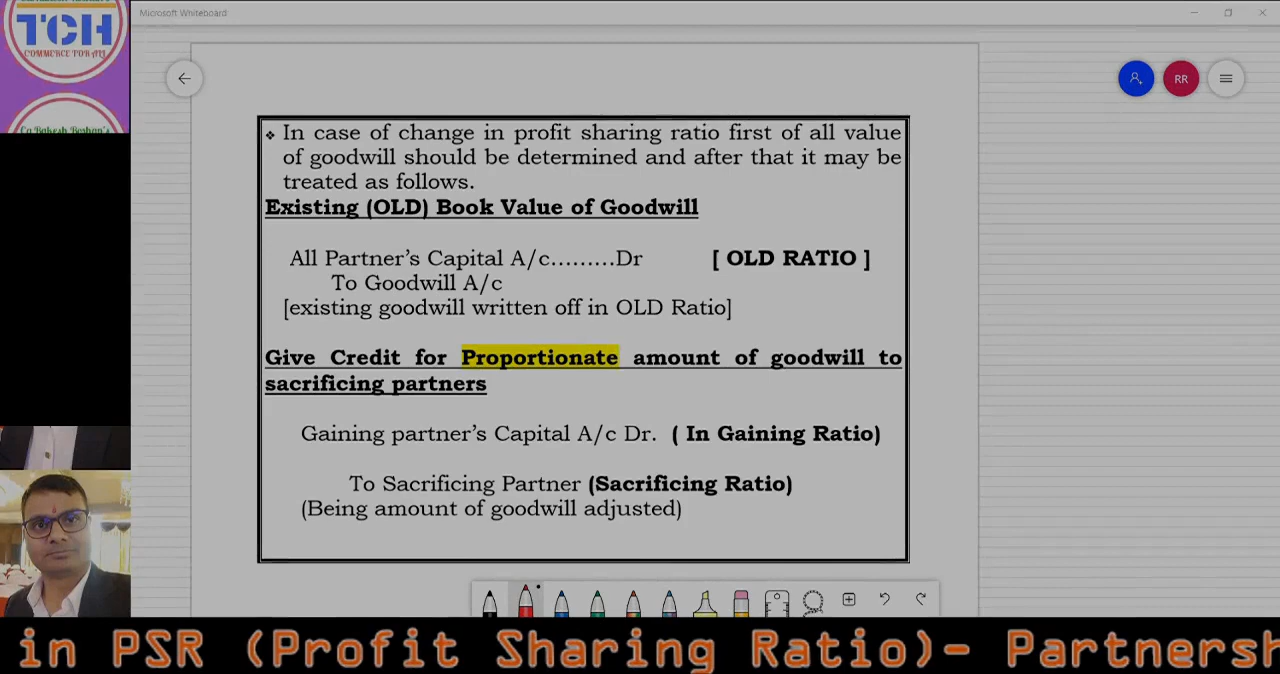 Microsoft Whiteboard
TCH
COMMERCE FOR ALL
Ca Rakesh Roshan's
RR
❖ In case of change in profit sharing ratio first of all value
of goodwill should be determined and after that it may be
treated as follows.
Existing (OLD) Book Value of Goodwill
All Partner's Capital A/c.........Dr [ OLD RATIO ]
To Goodwill A/c
[existing goodwill written off in OLD Ratio]
Give Credit for Proportionate amount of goodwill to
sacrificing partners
Gaining partner's Capital A/c Dr. ( In Gaining Ratio)
To Sacrificing Partner (Sacrificing Ratio)
(Being amount of goodwill adjusted)
in PSR (Profit Sharing Ratio)- Partnersh